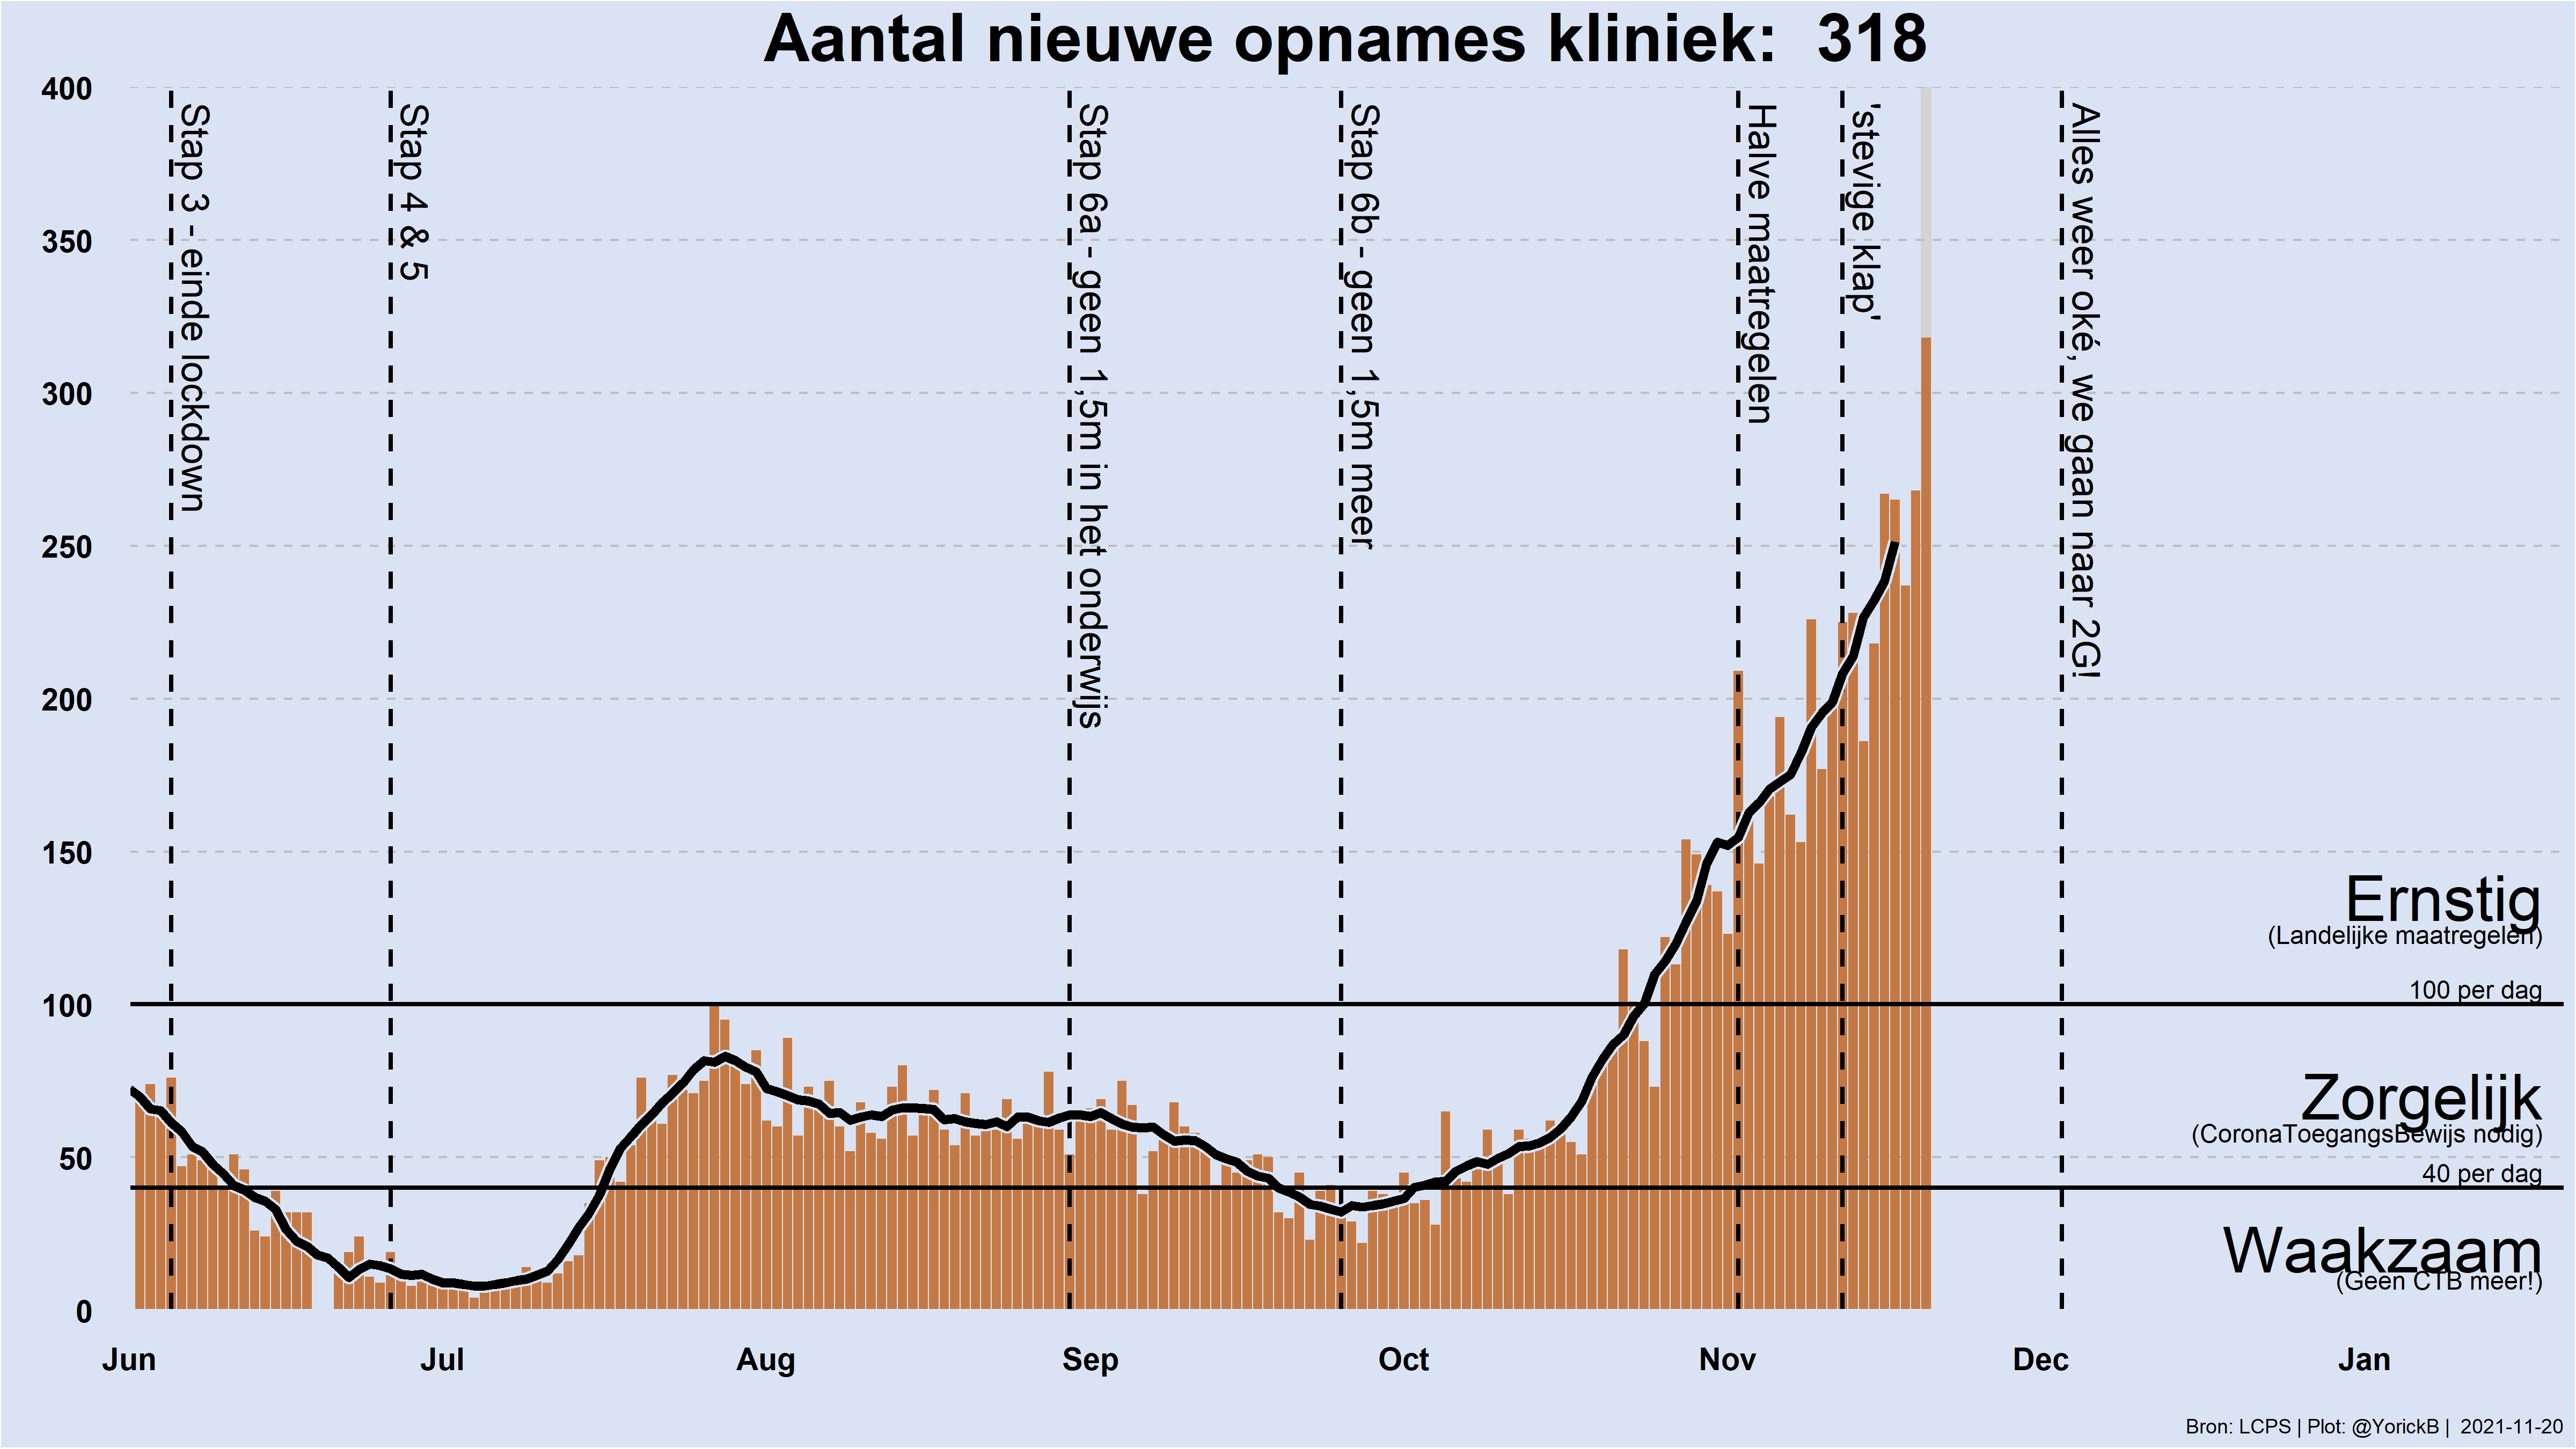 Aantal nieuwe opnames kliniek:  318
400
350
300
250
200
150
100
50
0
Stap 3 - einde lockdown
Stap 4 & 5
Stap 6a - geen 1,5m in het onderwijs
Stap 6b - geen 1,5m meer
Halve maatregelen
'stevige klap'
Alles weer oké, we gaan naar 2G!
Ernstig
(Landelijke maatregelen)
100 per dag
Zorgelijk
(CoronaToegangsBewijs nodig)
40 per dag
Waakzaam
(Geen CTB meer!)
Jun Jul Aug Sep Oct Nov Dec Jan
Bron: LCPS | Plot: @YorickB |  2021-11-20